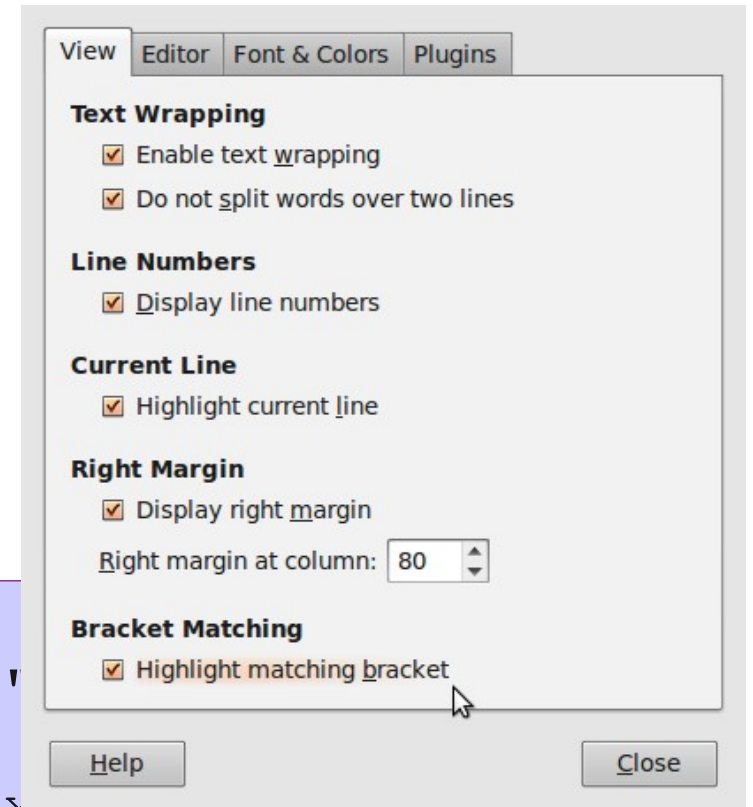 View Editor Font & Colors Plugins
Text Wrapping
Enable text wrapping
Do not split words over two lines
Line Numbers
Display line numbers
Current Line
Highlight current line
Right Margin
Display right margin
Right margin at column: 80
Bracket Matching
Highlight matching bracket
Help Close